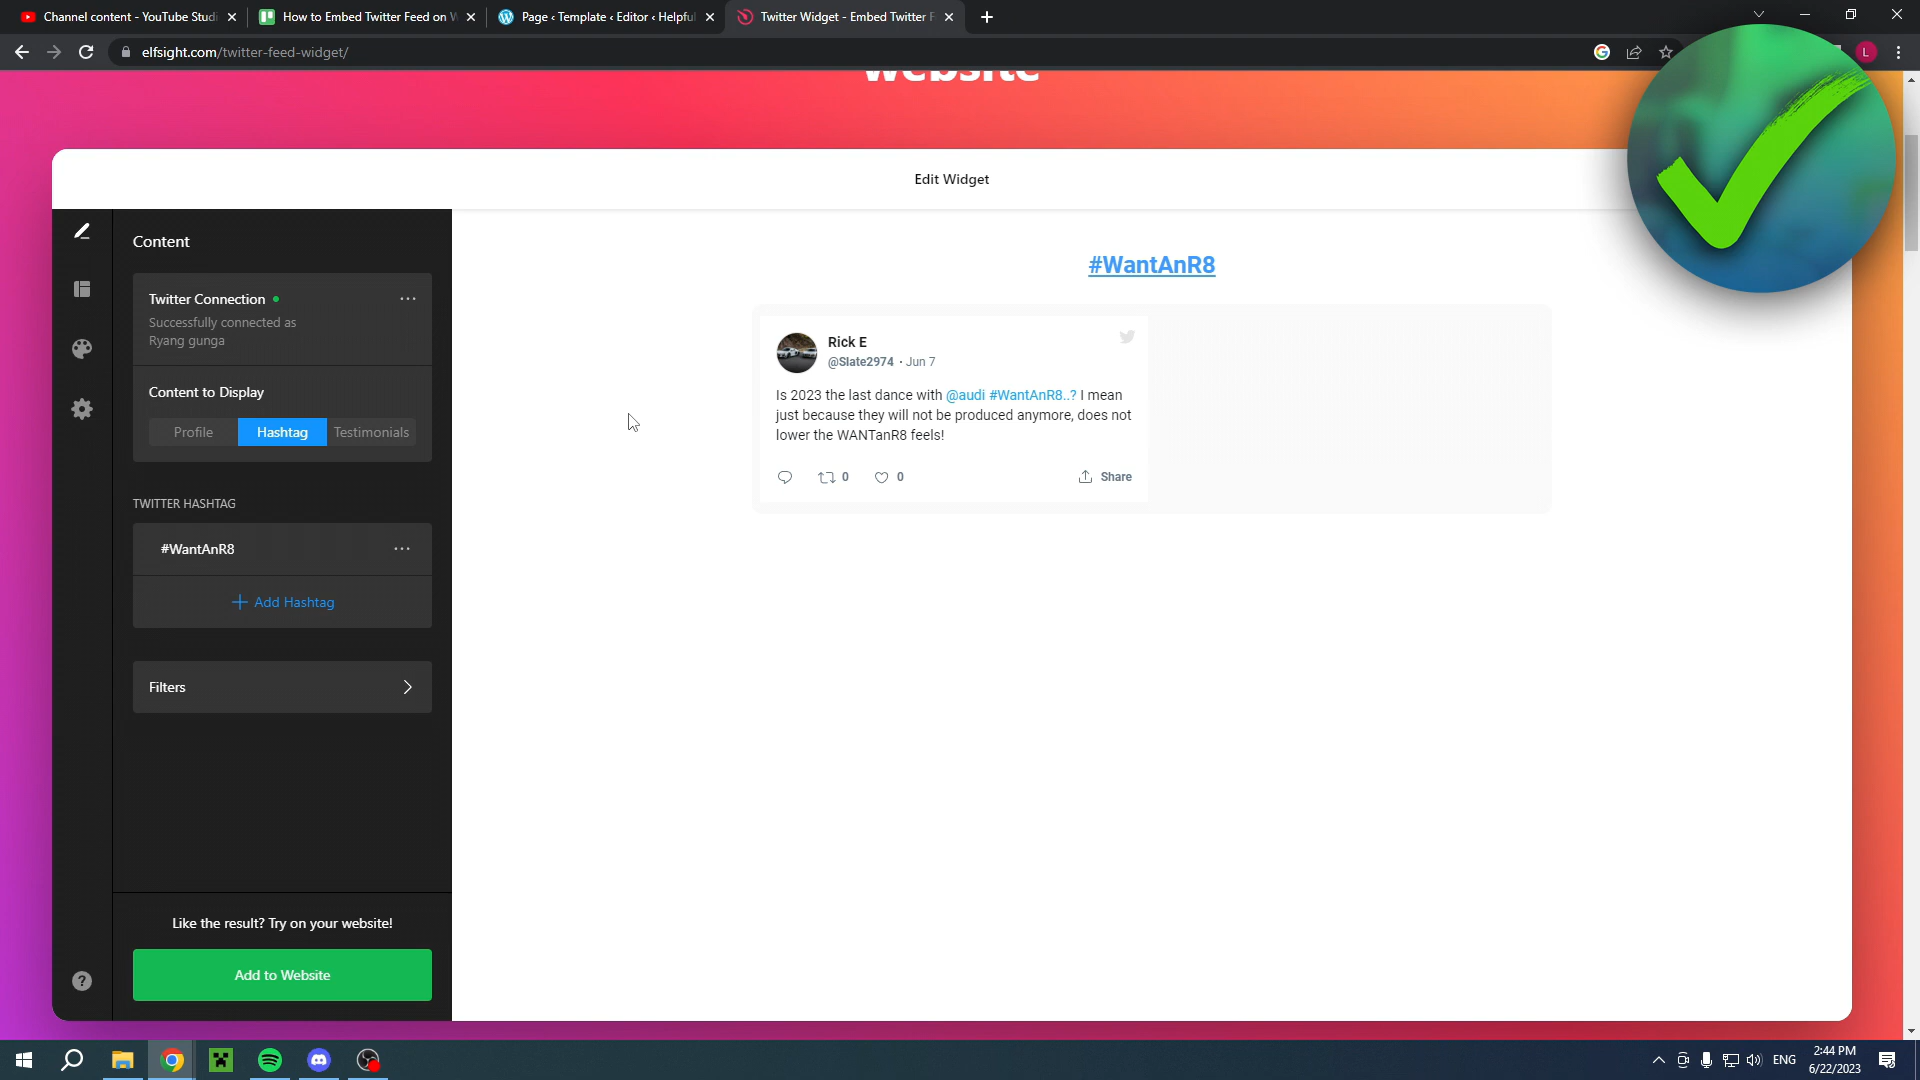 Channel content - YouTube Studi
How to Embed Twitter Feed on W
Page ‹ Template ‹ Editor ‹ Helpful
Twitter Widget - Embed Twitter F
elfsight.com/twitter-feed-widget/
L
website
Edit Widget
Content
Twitter Connection
Successfully connected as
Ryang gunga
Content to Display
Profile
Hashtag
Testimonials
TWITTER HASHTAG
#WantAnR8
Add Hashtag
Filters
Like the result? Try on your website!
Add to Website
#WantAnR8
Rick E
@Slate2974 · Jun 7
Is 2023 the last dance with @audi #WantAnR8..? I mean
just because they will not be produced anymore, does not
lower the WANTanR8 feels!
0
0
Share
ENG
2:44 PM
6/22/2023